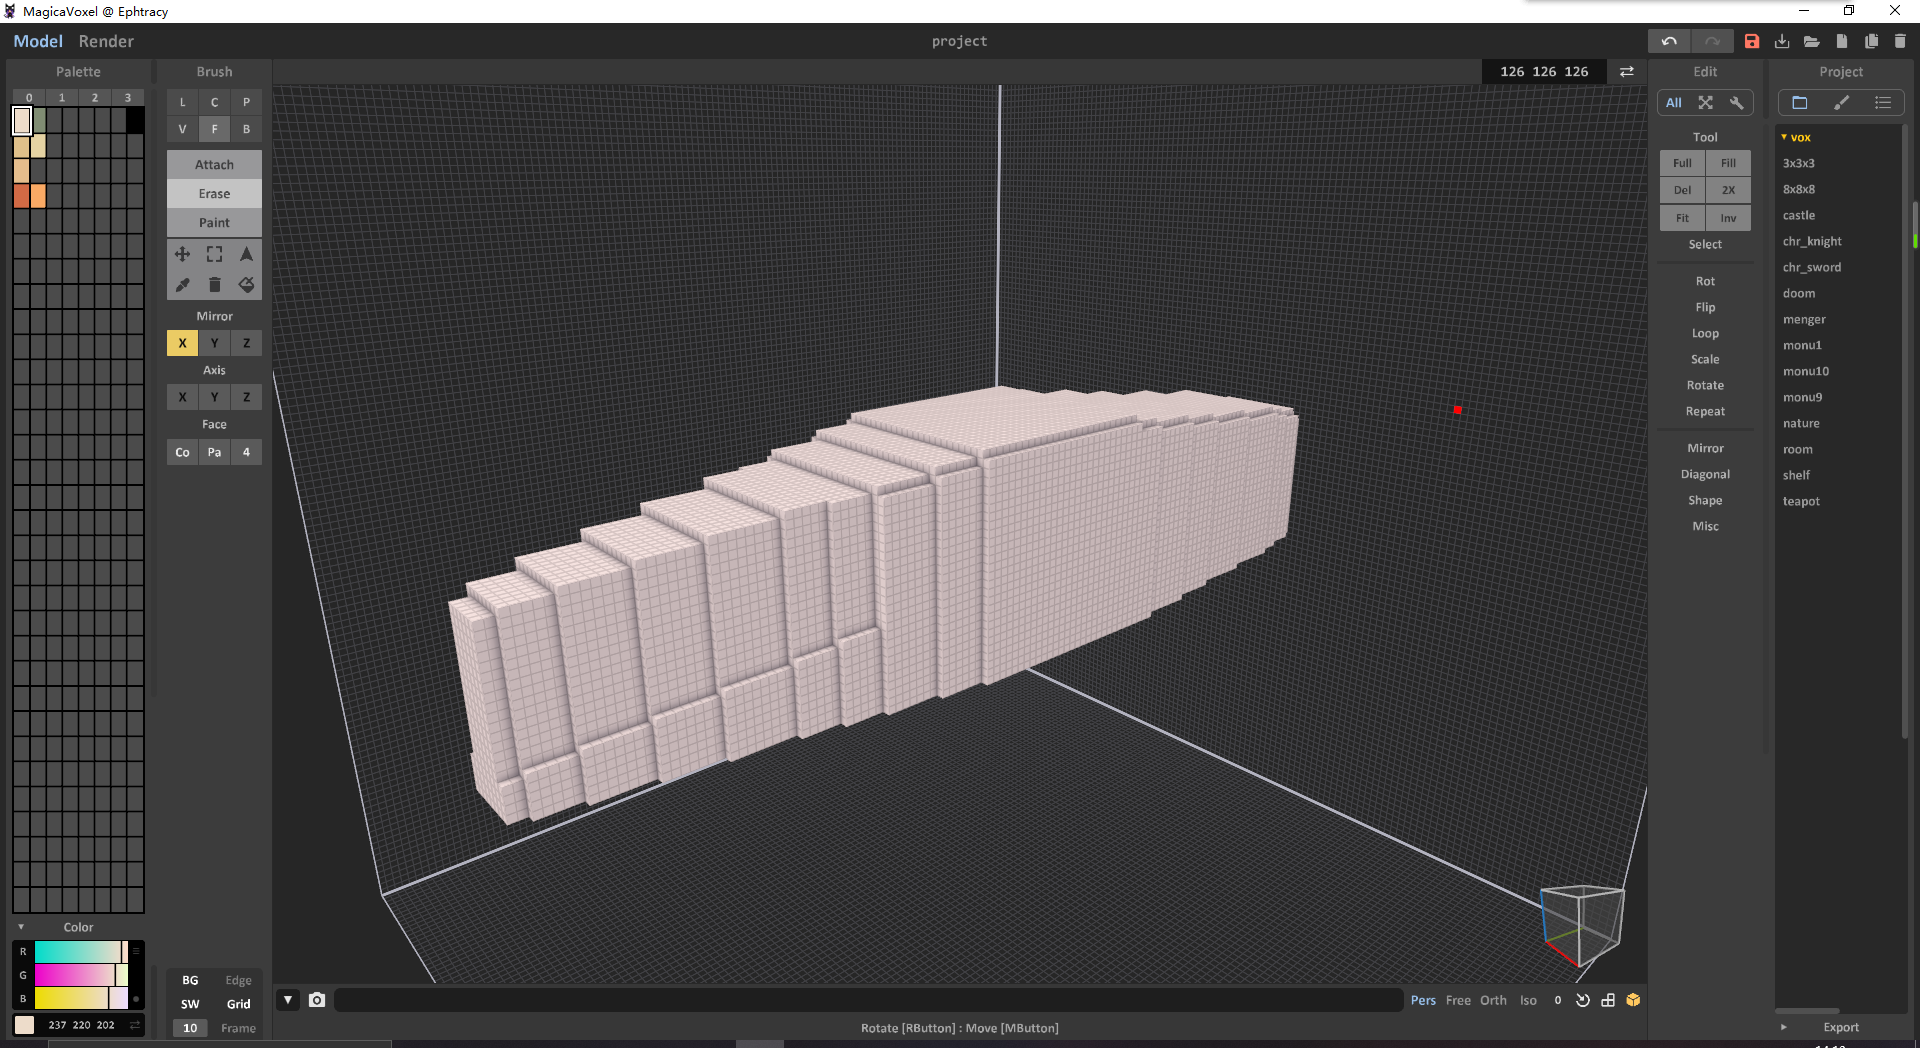 MagicaVoxel @ Ephtracy
Model Render
project
Palette
0 1 2 3
Color
R
G
B
237 220 202
Brush
L C P
V F B
Attach
Erase
Paint
Mirror
X Y Z
Axis
X Y Z
Face
Co Pa 4
BG Edge
SW Grid
10 Frame
126 126 126
Pers Free Orth Iso 0
Rotate [RButton] : Move [MButton]
Edit
All
Tool
Full Fill
Del 2X
Fit Inv
Select
Rot
Flip
Loop
Scale
Rotate
Repeat
Mirror
Diagonal
Shape
Misc
Project
vox
3x3x3
8x8x8
castle
chr_knight
chr_sword
doom
menger
monu1
monu10
monu9
nature
room
shelf
teapot
Export